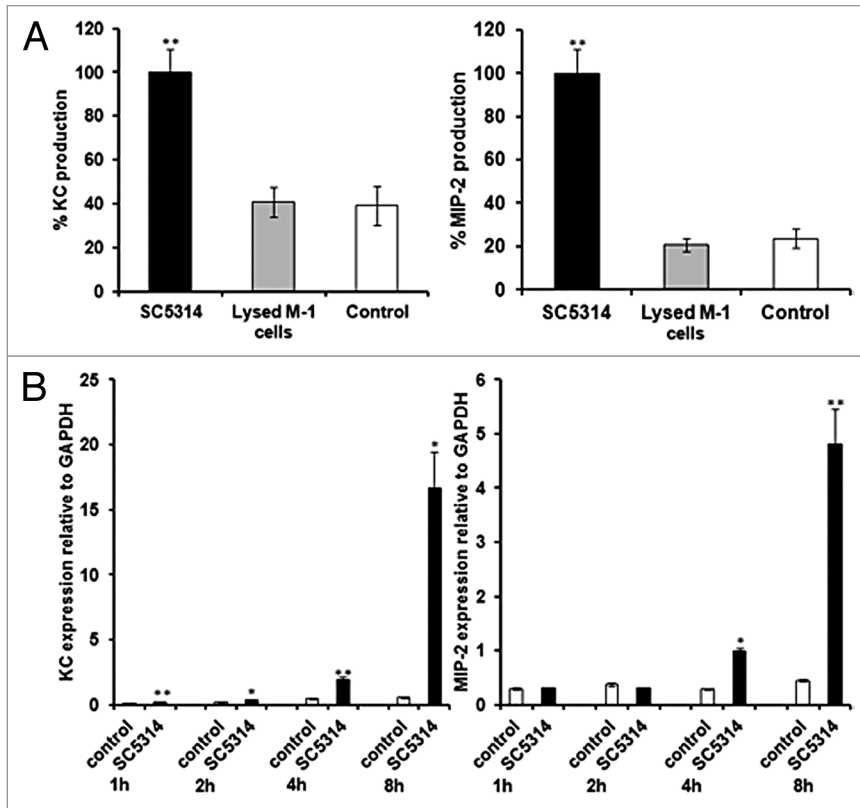 A
120
100
80
60
40
20
0
% KC production
**
SC5314
Lysed M-1
cells
Control
120
100
80
60
40
20
0
% MIP-2 production
**
SC5314
Lysed M-1
cells
Control
B
25
20
15
10
5
0
KC expression relative to GAPDH
**
*
**
*
control
SC5314
control
SC5314
control
SC5314
control
SC5314
1h
2h
4h
8h
6
5
4
3
2
1
0
MIP-2 expression relative to GAPDH
*
**
control
SC5314
control
SC5314
control
SC5314
control
SC5314
1h
2h
4h
8h